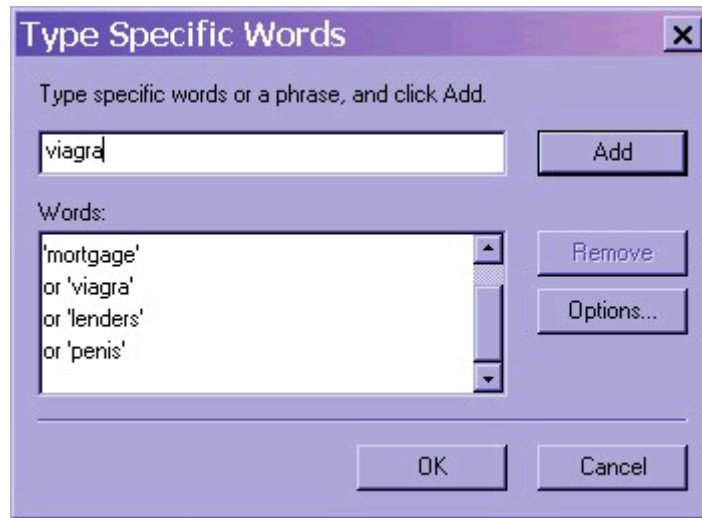 Type Specific Words
Type specific words or a phrase, and click Add.
viagra
Add
Words:
'mortgage'
or 'viagra'
or 'lenders'
or 'penis'
Remove
Options...
OK
Cancel